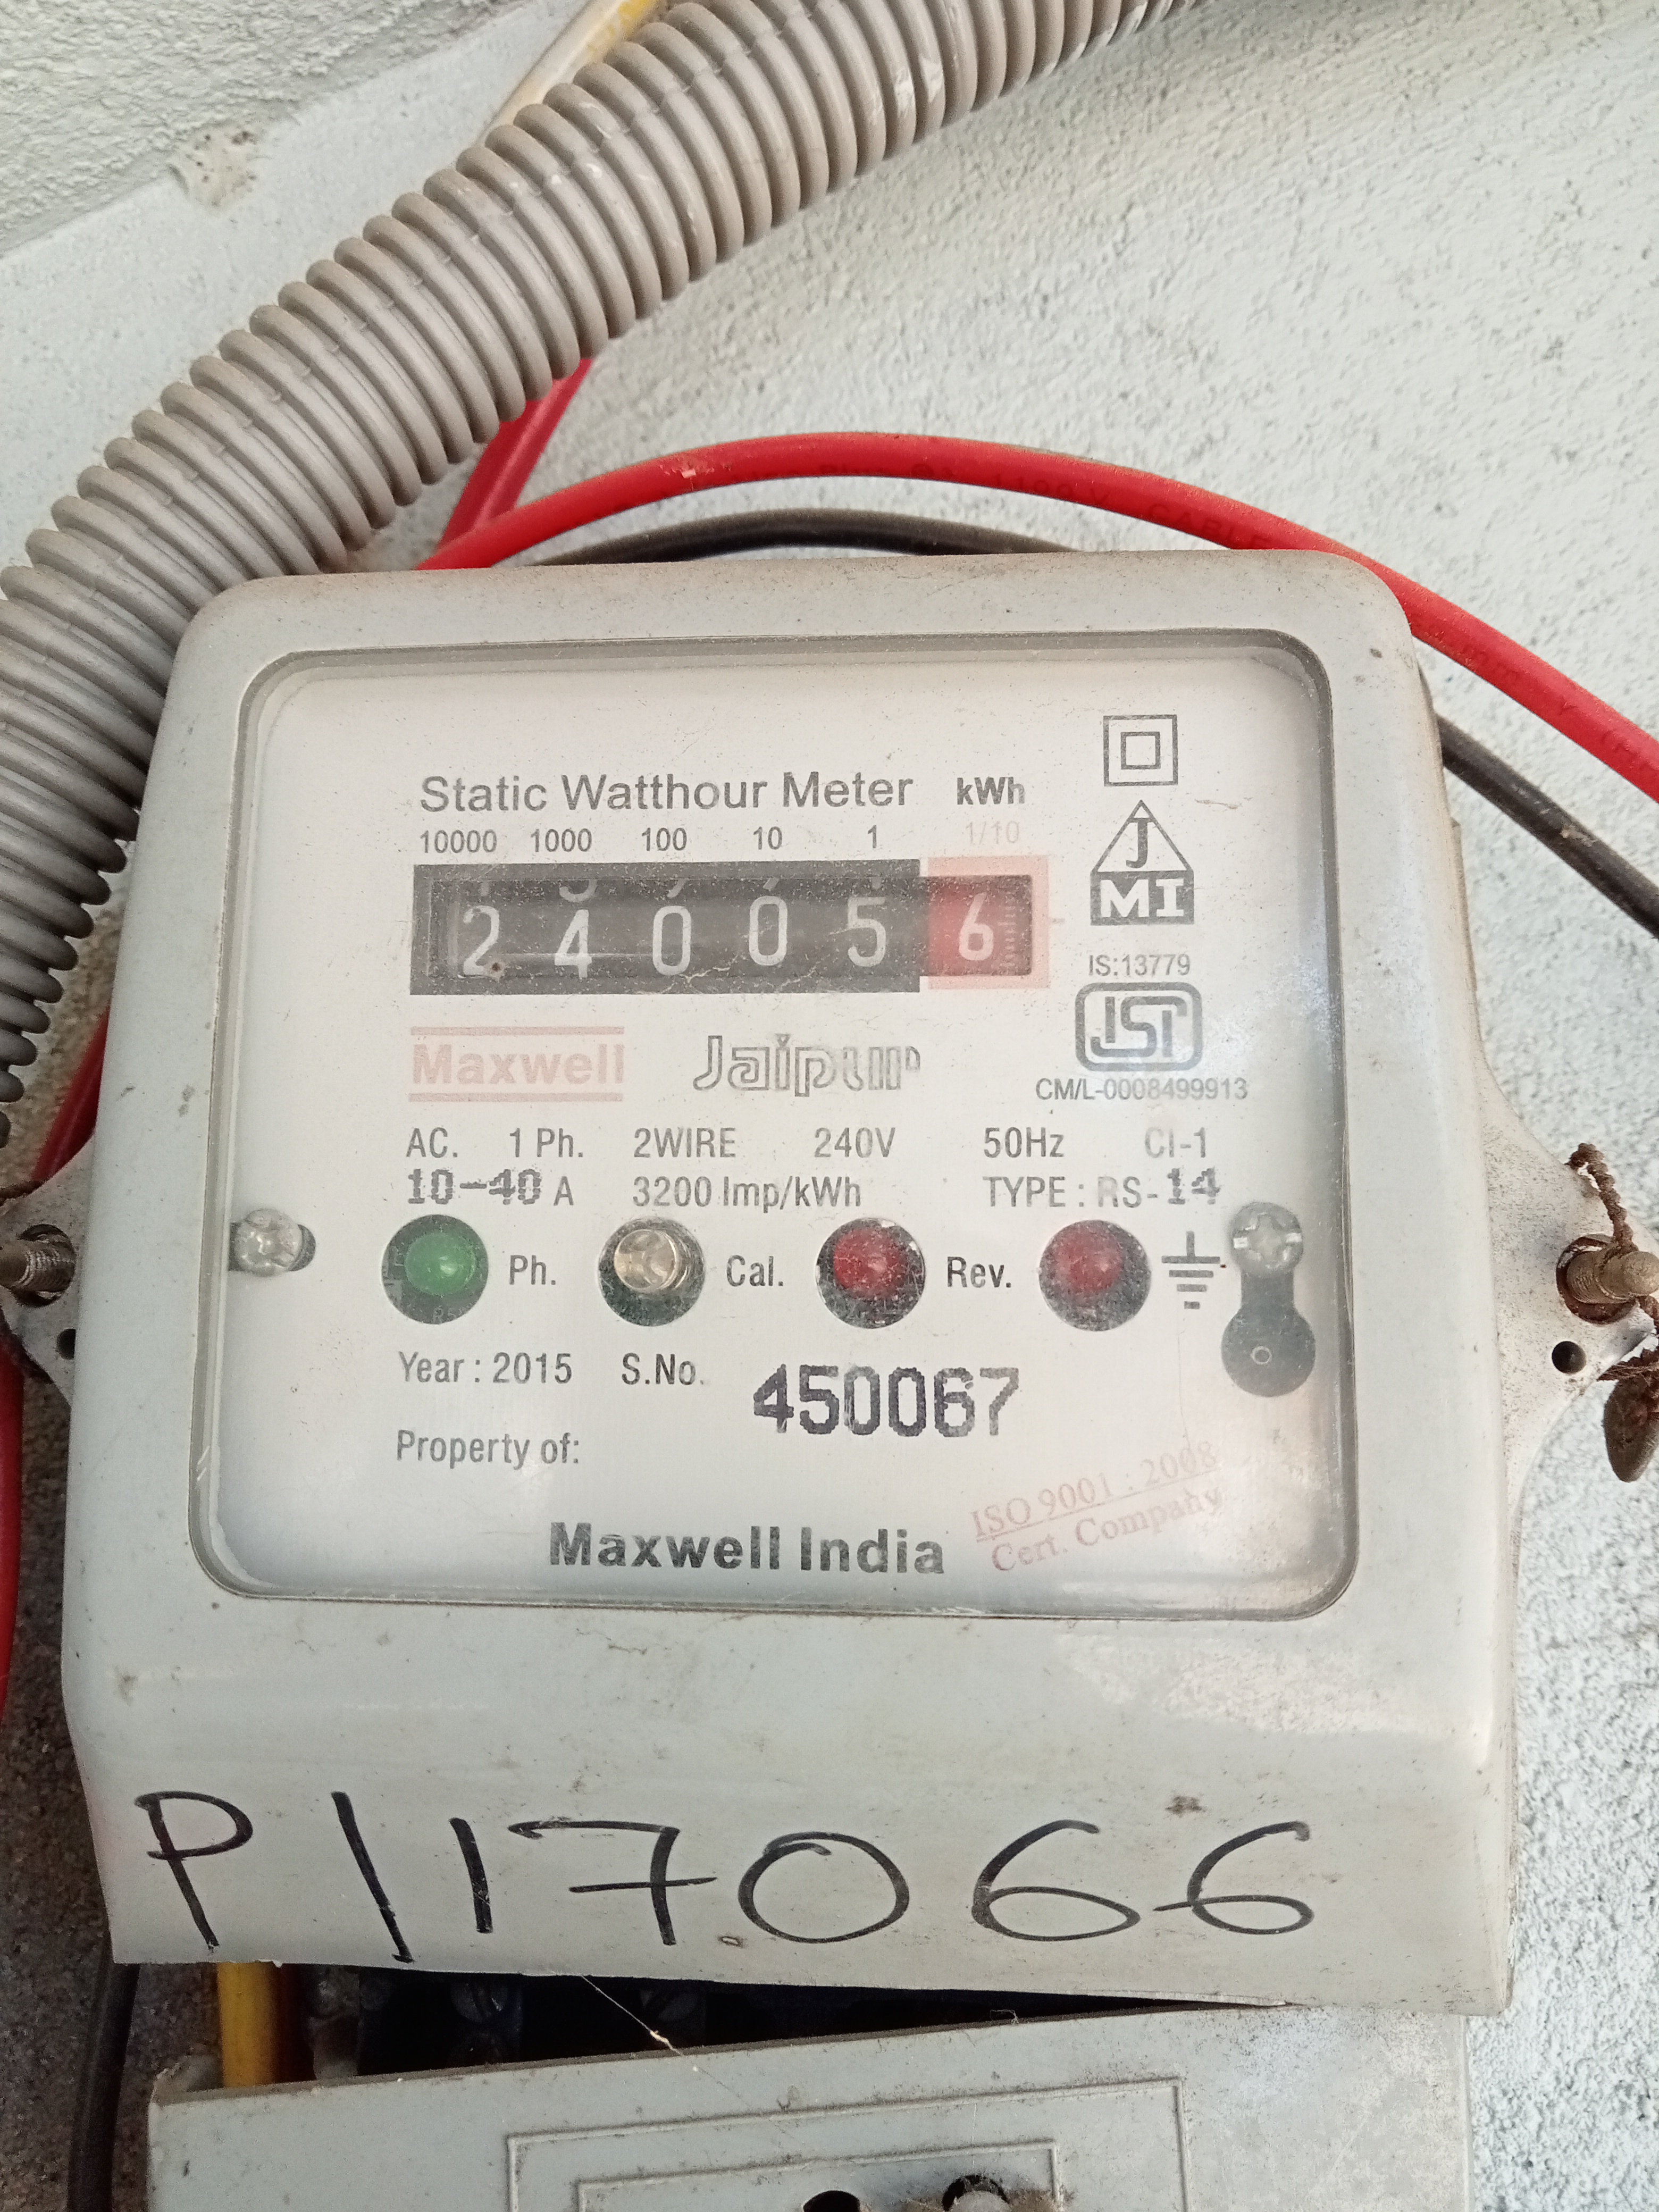 Static Watthour Meter kWh
10000 1000 100 10 1 1/10
2 4 0 0 5 6
J
MI
IS:13779
ISI
Maxwell Jaipur
CM/L-0008499913
AC. 1 Ph. 2WIRE 240V 50Hz Cl-1
10-40 A 3200 Imp/kWh TYPE : RS-14
Ph. Cal. Rev.
Year : 2015 S.No. 450067
Property of:
ISO 9001 : 2008
Cert. Company
Maxwell India
P/17066